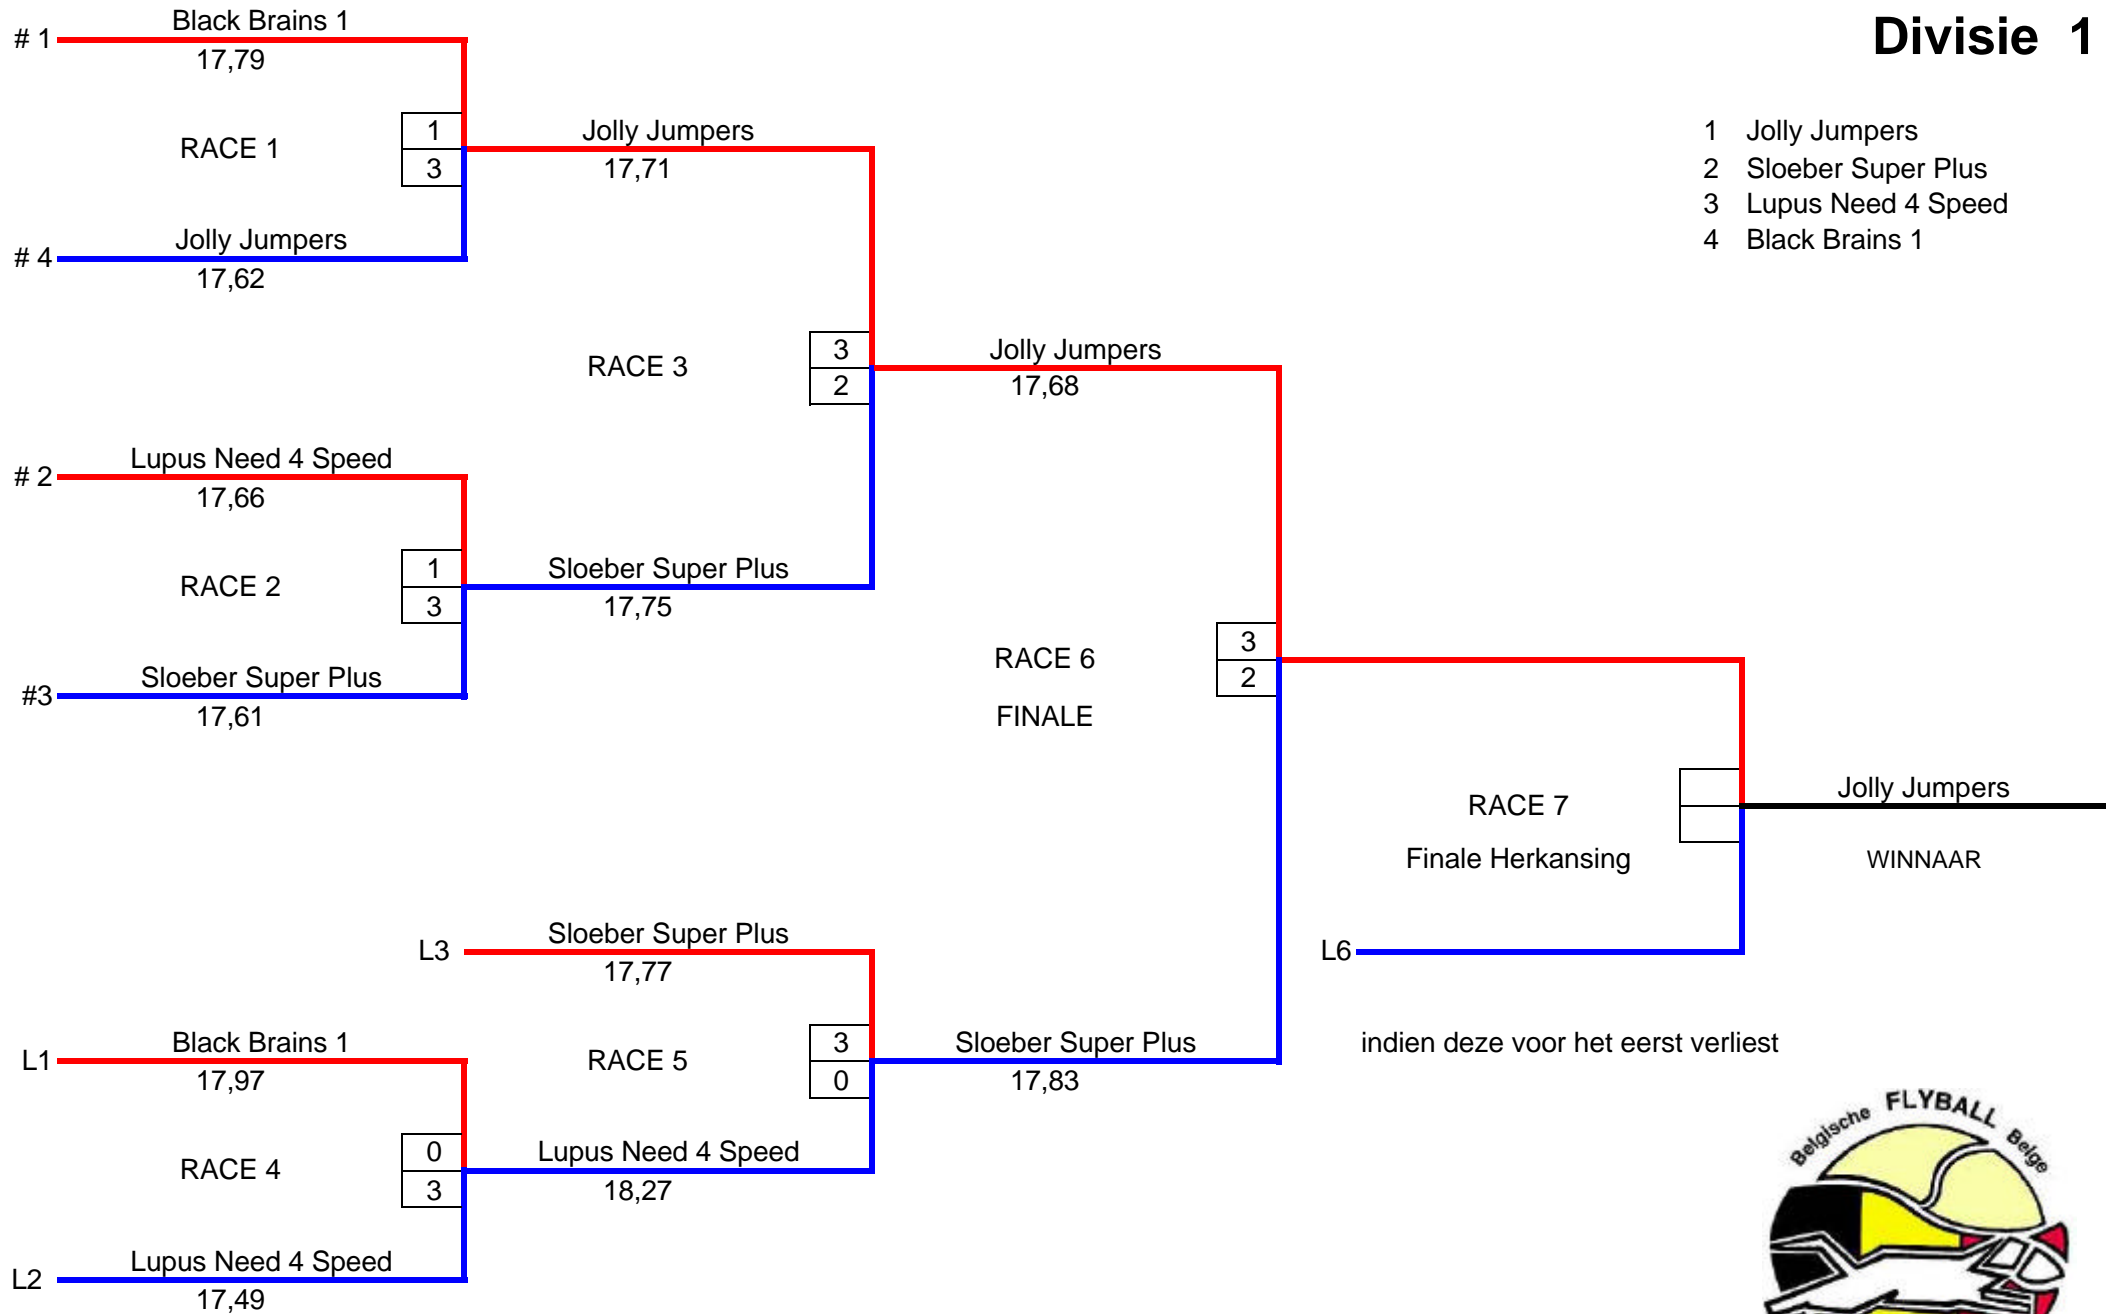 Divisie 1
# 1 Black Brains 1
17,79
RACE 1
1
3
# 4 Jolly Jumpers
17,62
Jolly Jumpers
17,71
1 Jolly Jumpers
2 Sloeber Super Plus
3 Lupus Need 4 Speed
4 Black Brains 1
RACE 3
3
2
Jolly Jumpers
17,68
# 2 Lupus Need 4 Speed
17,66
RACE 2
1
3
#3 Sloeber Super Plus
17,61
Sloeber Super Plus
17,75
RACE 6
FINALE
3
2
RACE 7
Finale Herkansing
Jolly Jumpers
WINNAAR
L3 Sloeber Super Plus
17,77
L6
RACE 5
3
0
Sloeber Super Plus
17,83
indien deze voor het eerst verliest
L1 Black Brains 1
17,97
RACE 4
0
3
Lupus Need 4 Speed
18,27
L2 Lupus Need 4 Speed
17,49
Belgische FLYBALL Belge